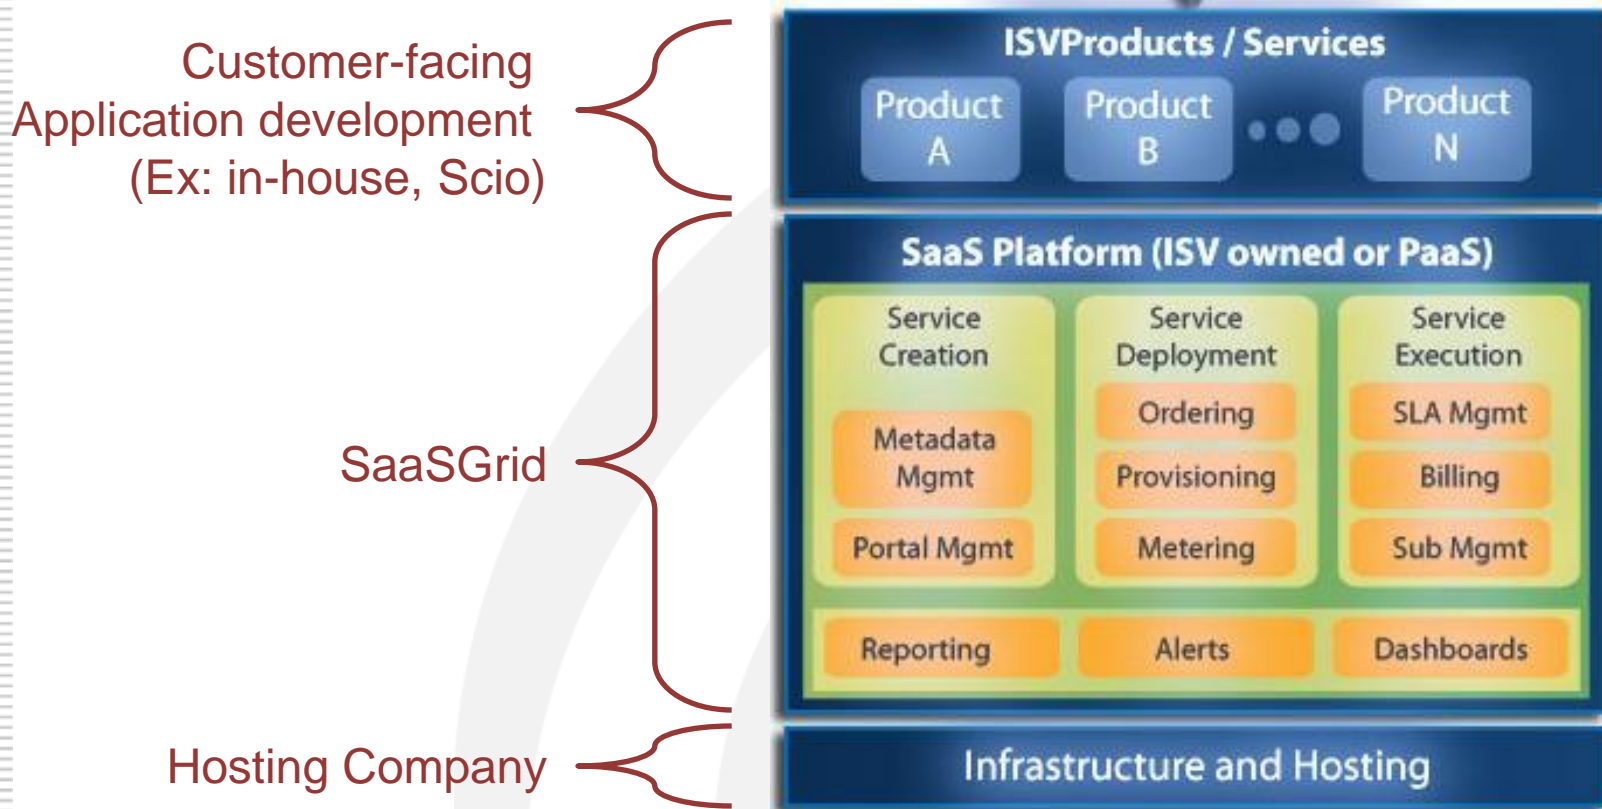 Customer-facing
Application development
(Ex: in-house, Scio)
ISVProducts / Services
Product
A
Product
B
Product
N
SaaSGrid
SaaS Platform (ISV owned or PaaS)
Service
Creation
Metadata
Mgmt
Portal Mgmt
Service
Deployment
Ordering
Provisioning
Metering
Service
Execution
SLA Mgmt
Billing
Sub Mgmt
Reporting
Alerts
Dashboards
Hosting Company
Infrastructure and Hosting